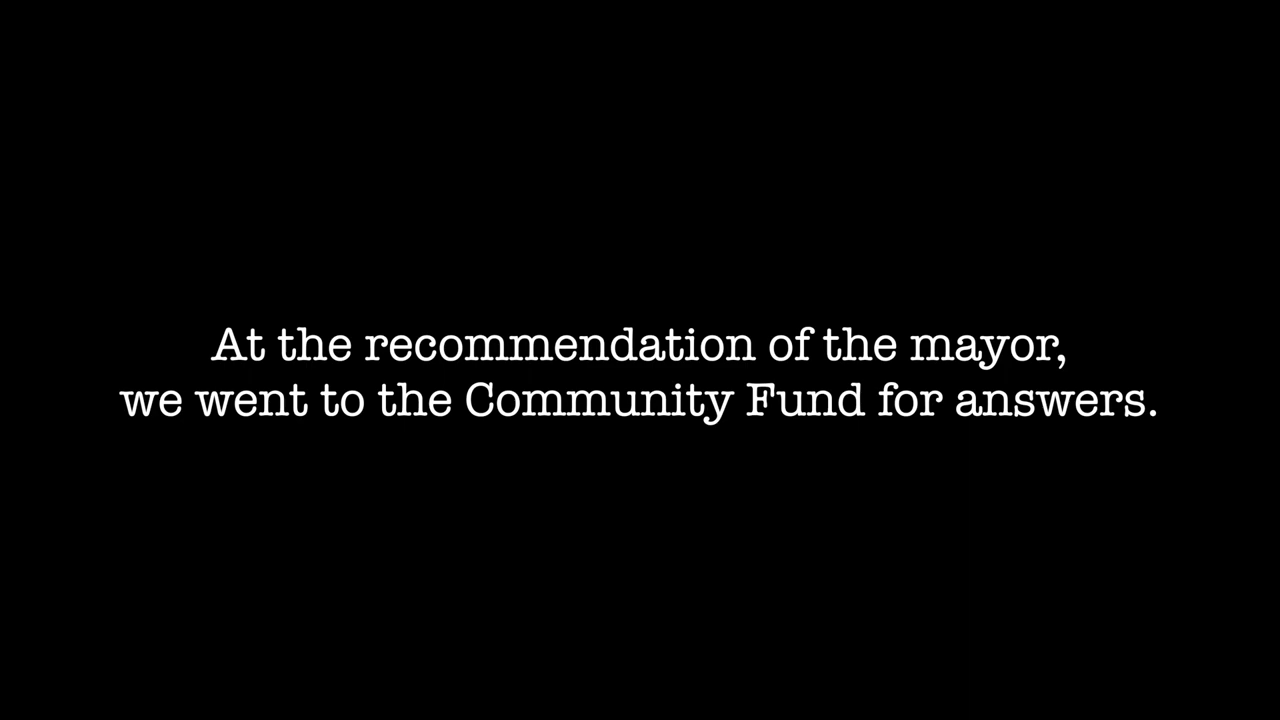 At the recommendation of the mayor,
we went to the Community Fund for answers.